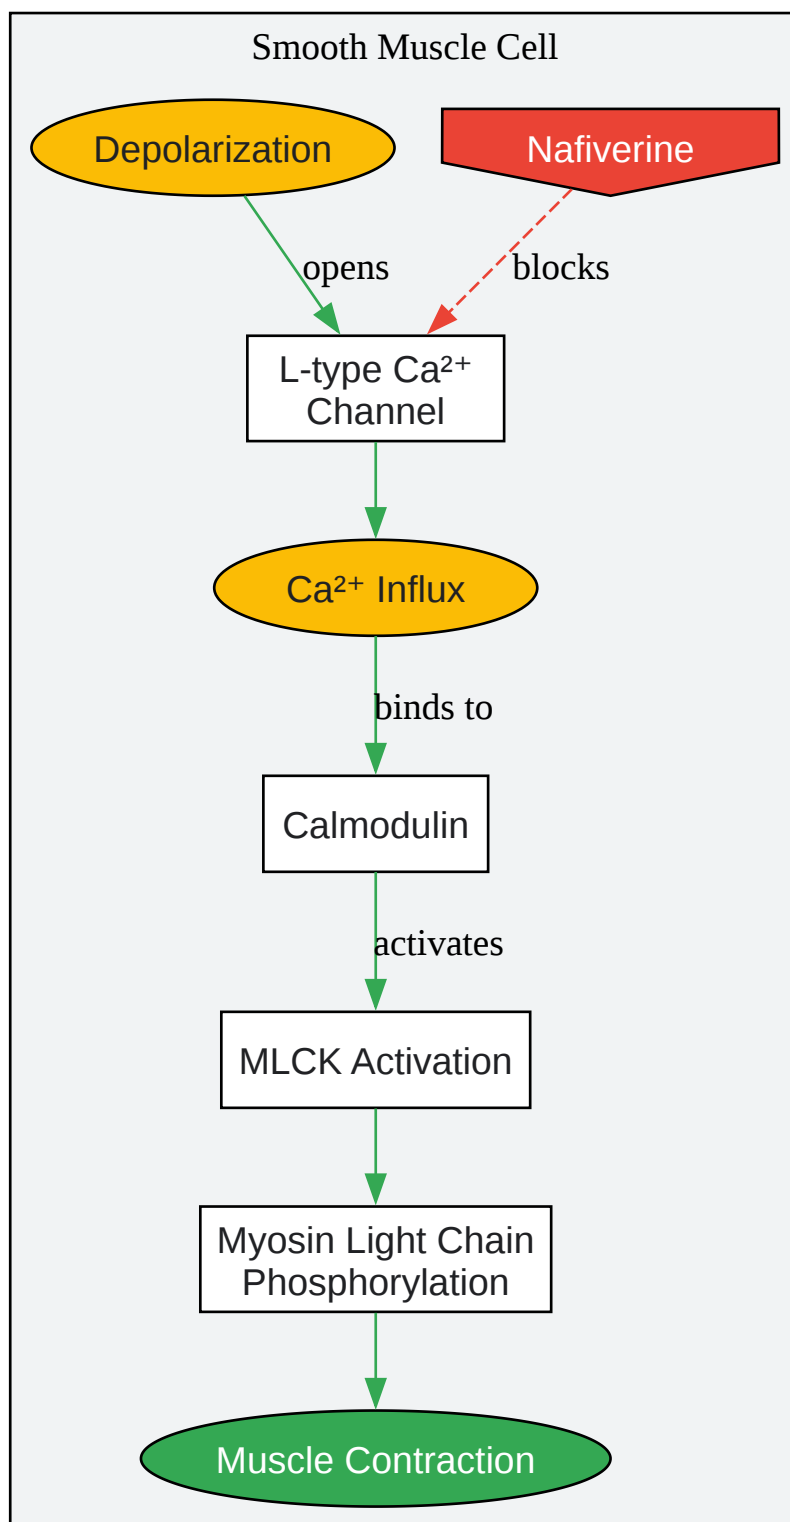 Smooth Muscle Cell
Depolarization
Nafiverine
opens
blocks
L-type Ca²⁺
Channel
Ca²⁺ Influx
binds to
Calmodulin
activates
MLCK Activation
Myosin Light Chain
Phosphorylation
Muscle Contraction